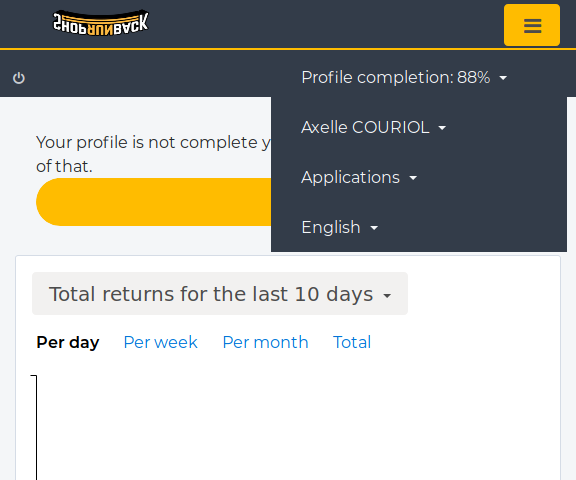 SHOPRUNBACK
Profile completion: 88%
Axelle COURIOL
Applications
English
Your profile is not complete y
of that.
Total returns for the last 10 days
Per day Per week Per month Total